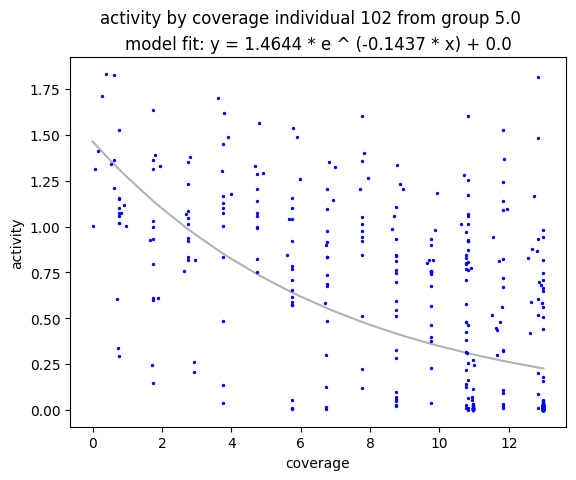 activity by coverage individual 102 from group 5.0
model fit: y = 1.4644 * e ^ (-0.1437 * x) + 0.0
1.75
1.50
1.25
1.00
0.75
0.50
0.25
0.00
activity
0 2 4 6 8 10 12
coverage